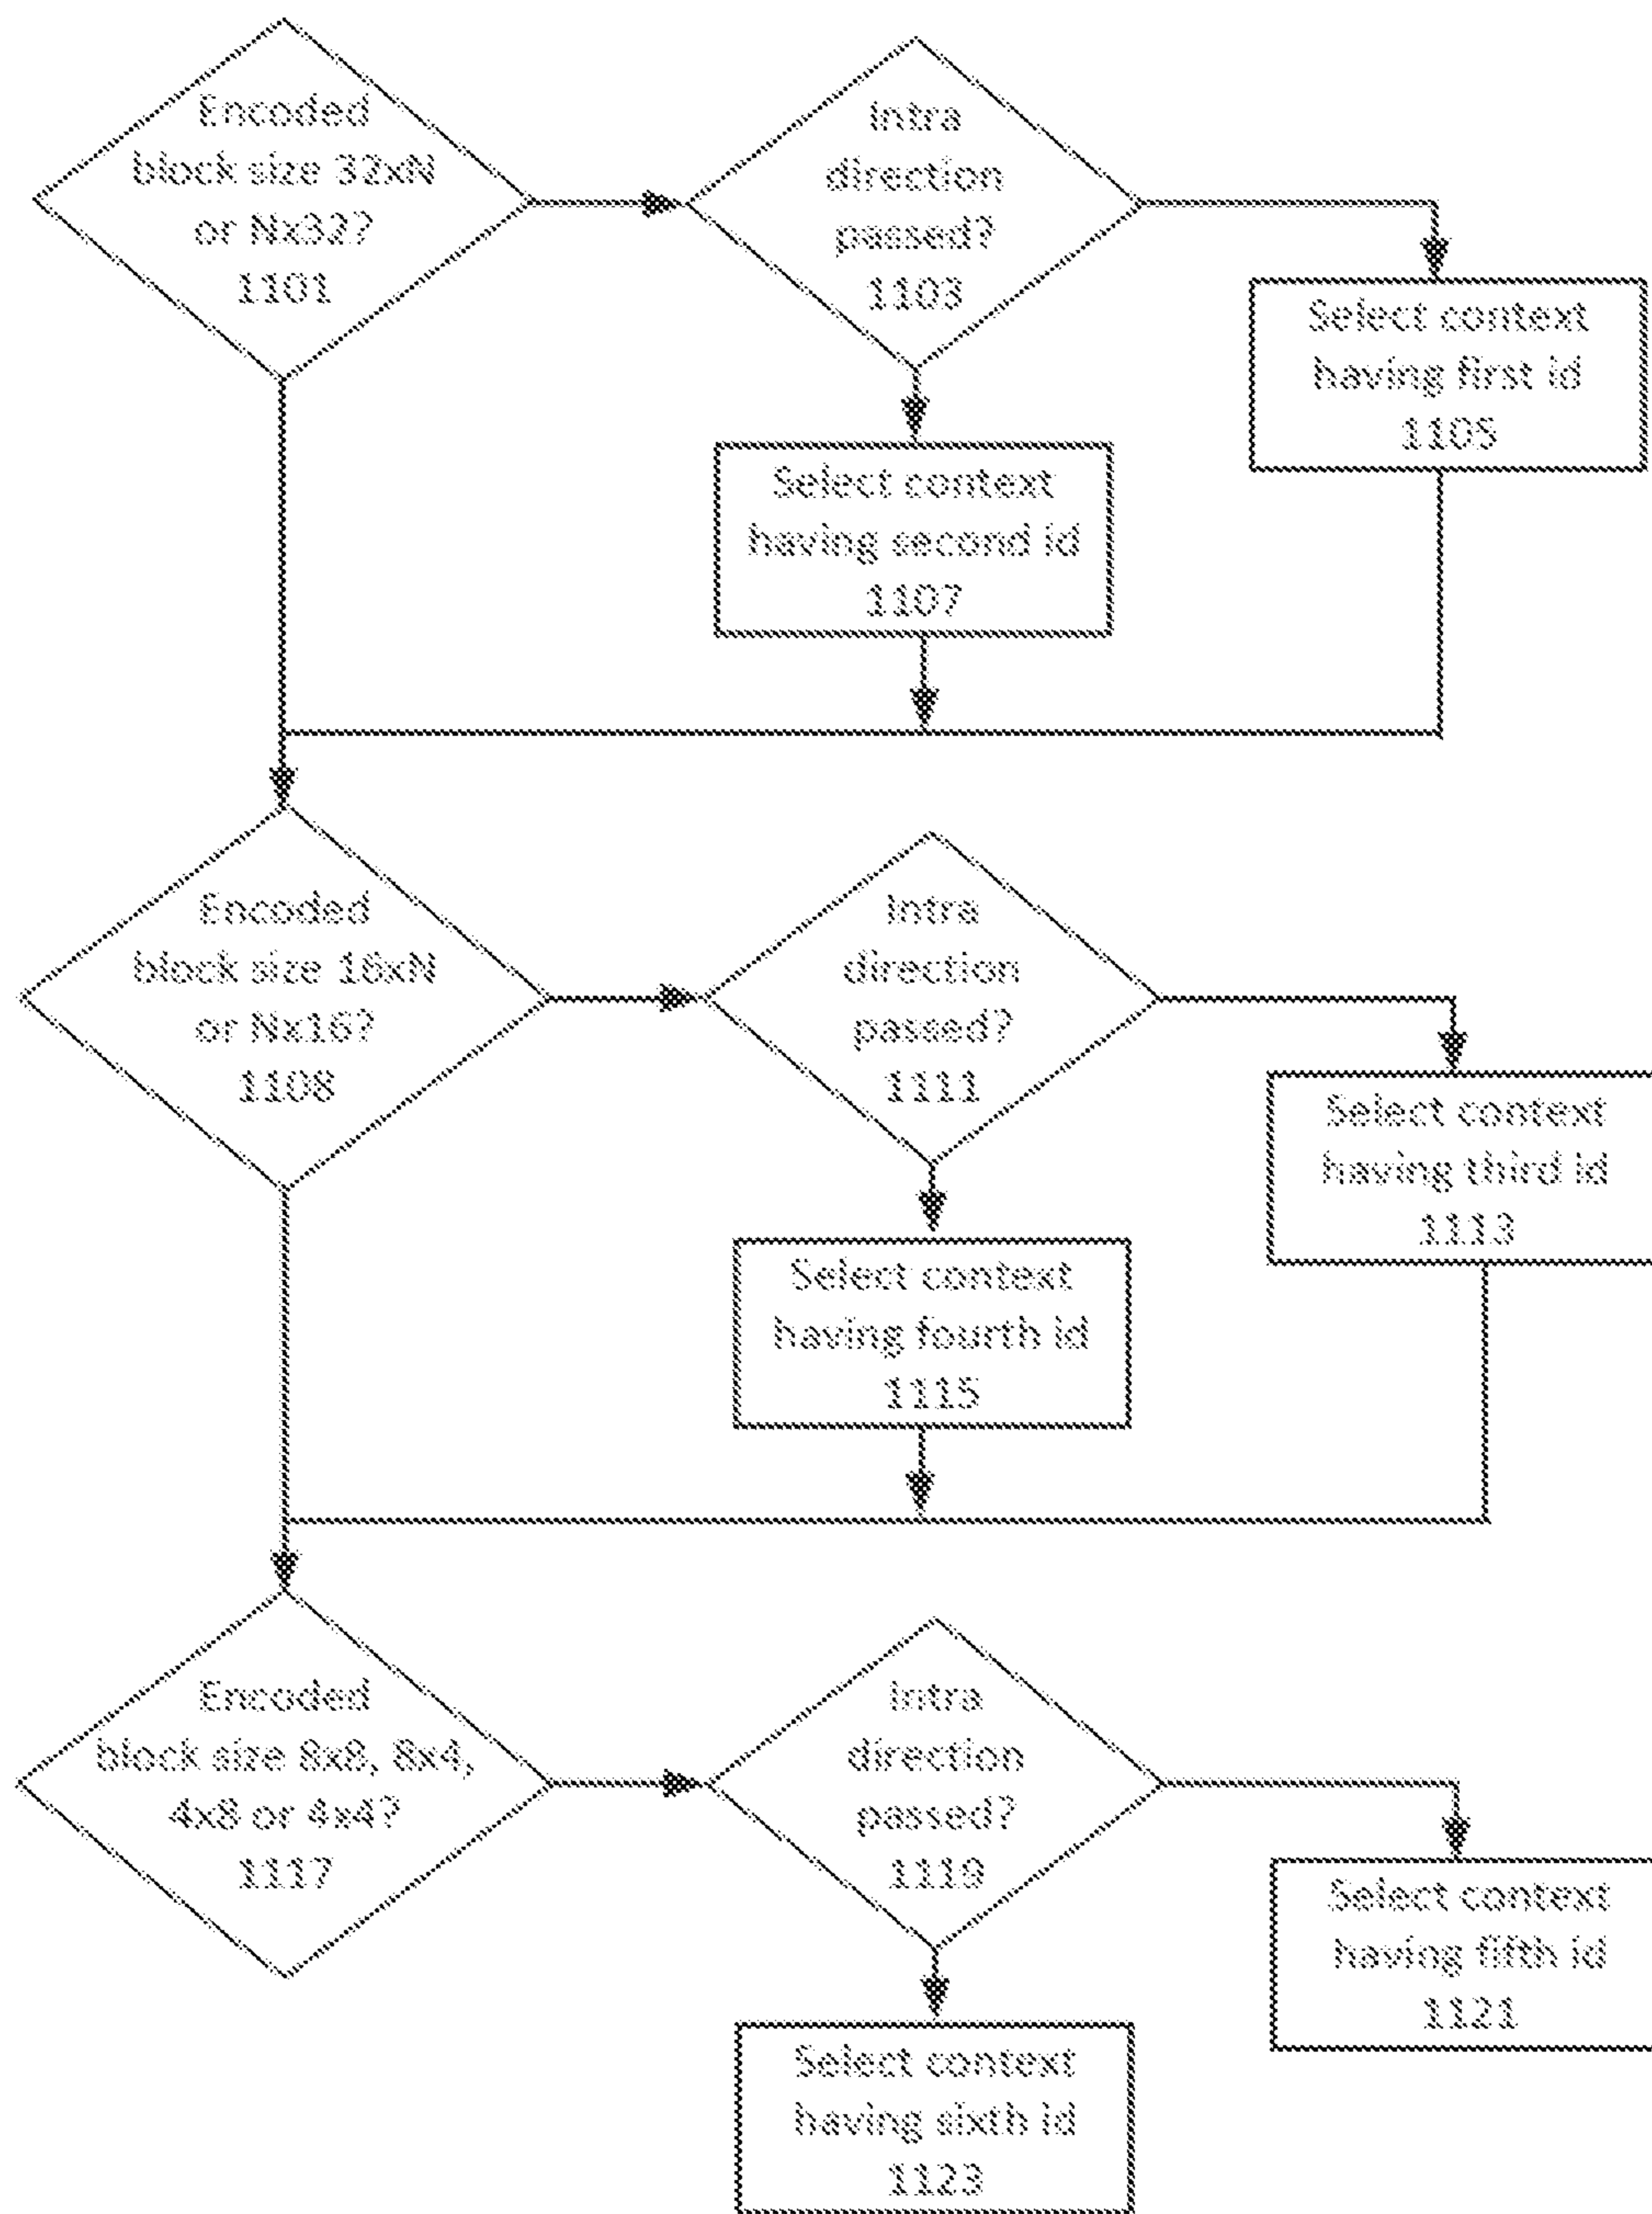 Encoded
block size 32xN
or Nx32?
1101
Intra
direction
passed?
1103
Select context
having first id
1105
Select context
having second id
1107
Encoded
block size 16xN
or Nx16?
1108
Intra
direction
passed?
1111
Select context
having third id
1113
Select context
having fourth id
1115
Encoded
block size 8x8, 8x4,
4x8 or 4x4?
1117
Intra
direction
passed?
1119
Select context
having fifth id
1121
Select context
having sixth id
1123